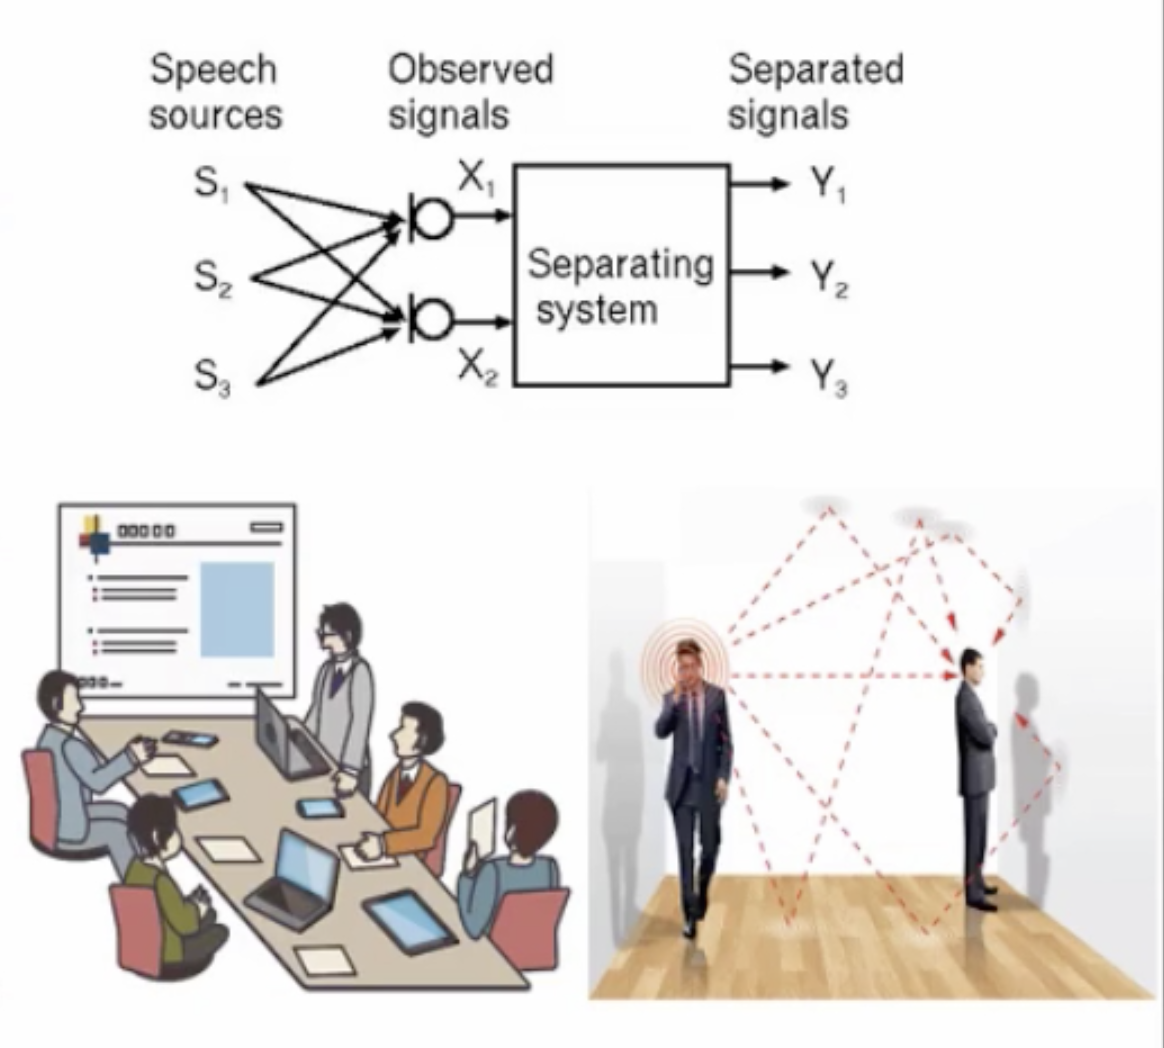 Speech Observed Separated
sources signals signals
S₁ X₁ Y₁
Separating
S₂ system Y₂
S₃ X₂ Y₃